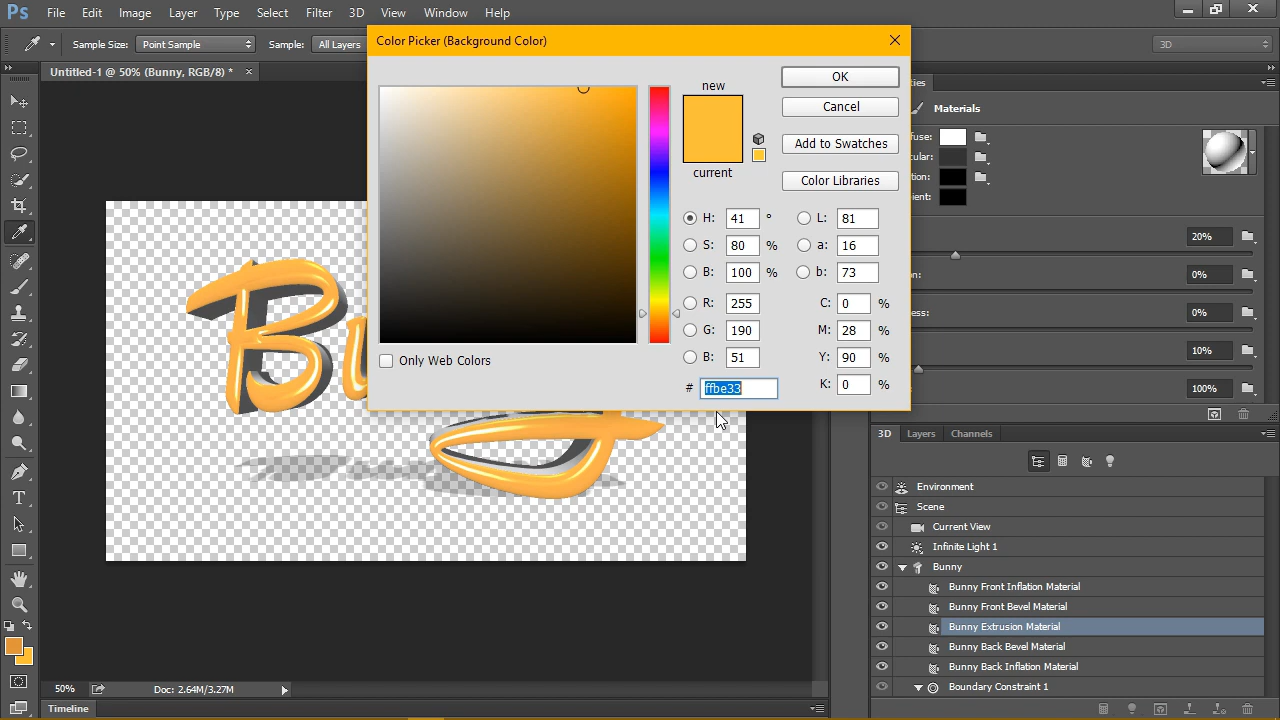 Ps File Edit Image Layer Type Select Filter 3D View Window Help
Color Picker (Background Color)
Sample Size: Point Sample Sample: All Layers
3D
Untitled-1 @ 50% (Bunny, RGB/8) *
new
current
OK
Cancel
Add to Swatches
Color Libraries
H: 41 °
S: 80 %
B: 100 %
R: 255
G: 190
B: 51
# ffbe33
L: 81
a: 16
b: 73
C: 0 %
M: 28 %
Y: 90 %
K: 0 %
Only Web Colors
Materials
20%
0%
0%
10%
100%
3D Layers Channels
Environment
Scene
Current View
Infinite Light 1
Bunny
Bunny Front Inflation Material
Bunny Front Bevel Material
Bunny Extrusion Material
Bunny Back Bevel Material
Bunny Back Inflation Material
Boundary Constraint 1
50% Doc: 2.64M/3.27M
Timeline